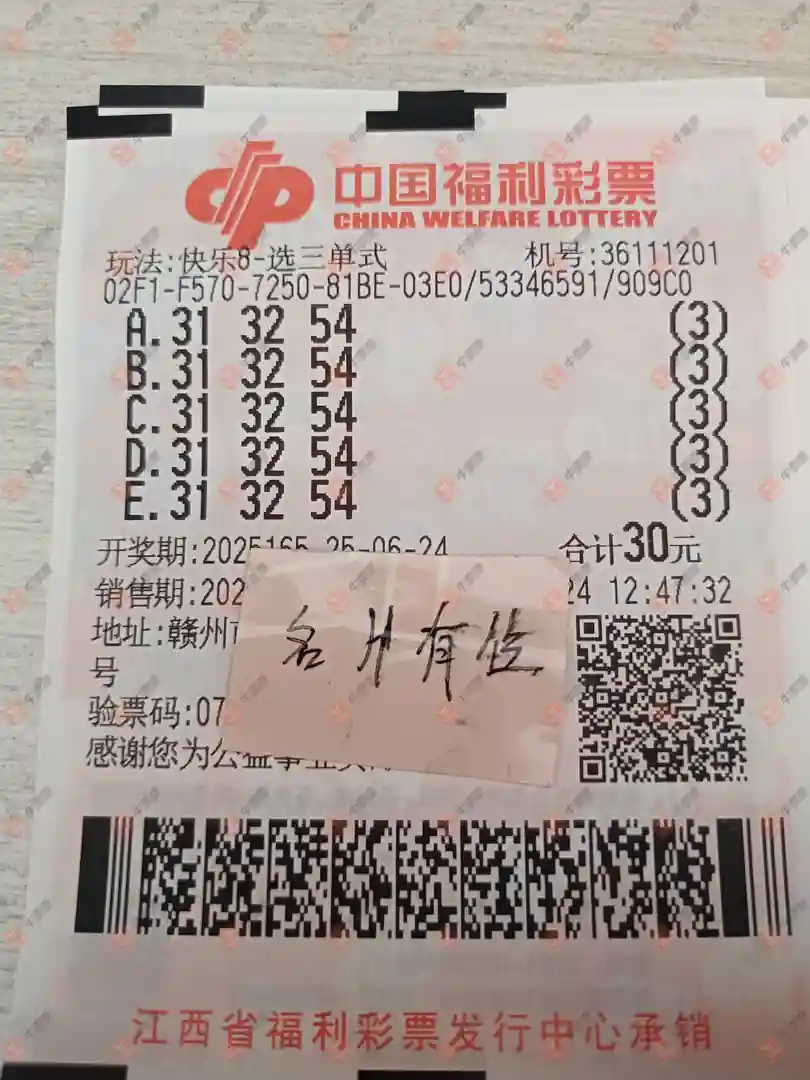 中国福利彩票
CHINA WELFARE LOTTERY
玩法:快乐8-选三单式 机号:36111201
02F1-F570-7250-81BE-03E0/53346591/909C0
A.31 32 54 (3)
B.31 32 54 (3)
C.31 32 54 (3)
D.31 32 54 (3)
E.31 32 54 (3)
开奖期:2025165 25-06-24 合计30元
销售期:202 24 12:47:32
地址:赣州市
号
验票码:07
感谢您为公益事业
名片有售
江西省福利彩票发行中心承销